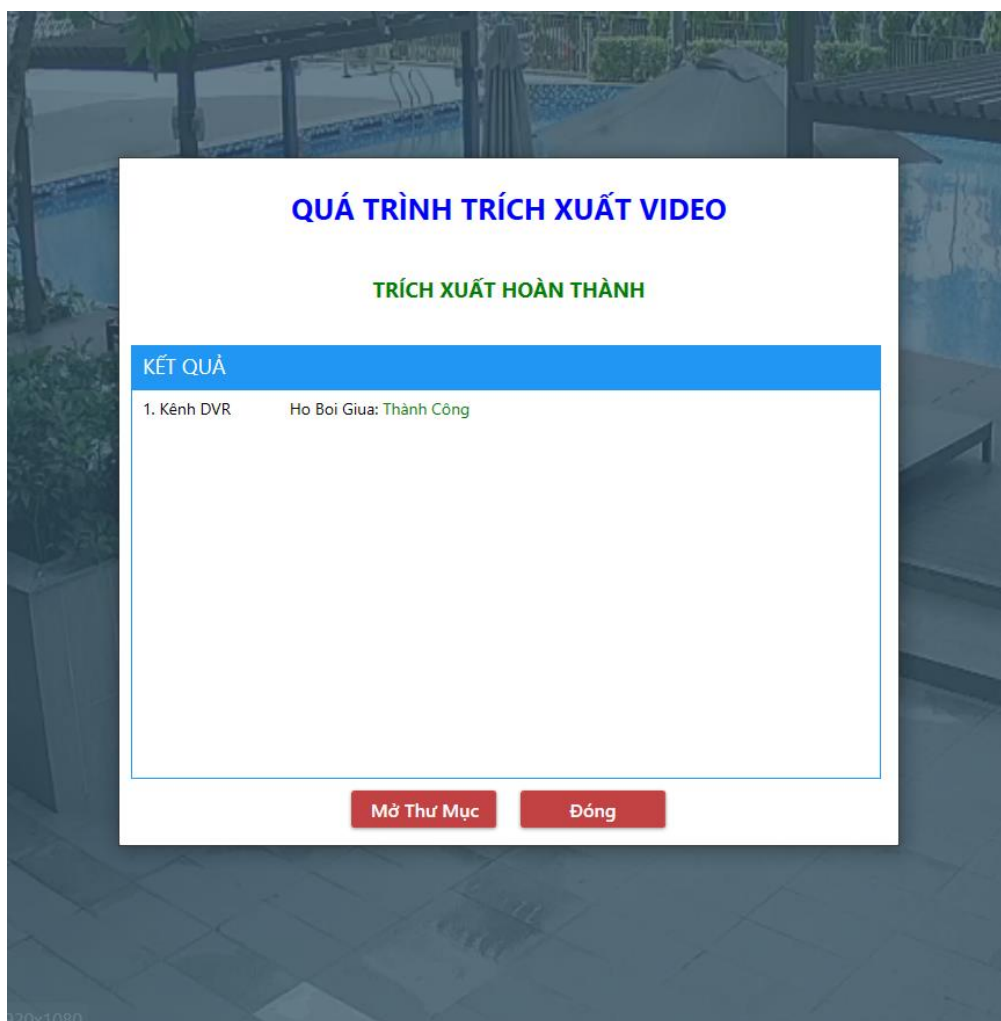 QUÁ TRÌNH TRÍCH XUẤT VIDEO
TRÍCH XUẤT HOÀN THÀNH
KẾT QUẢ
1. Kênh DVR Ho Boi Giua: Thành Công
Mở Thư Mục Đóng